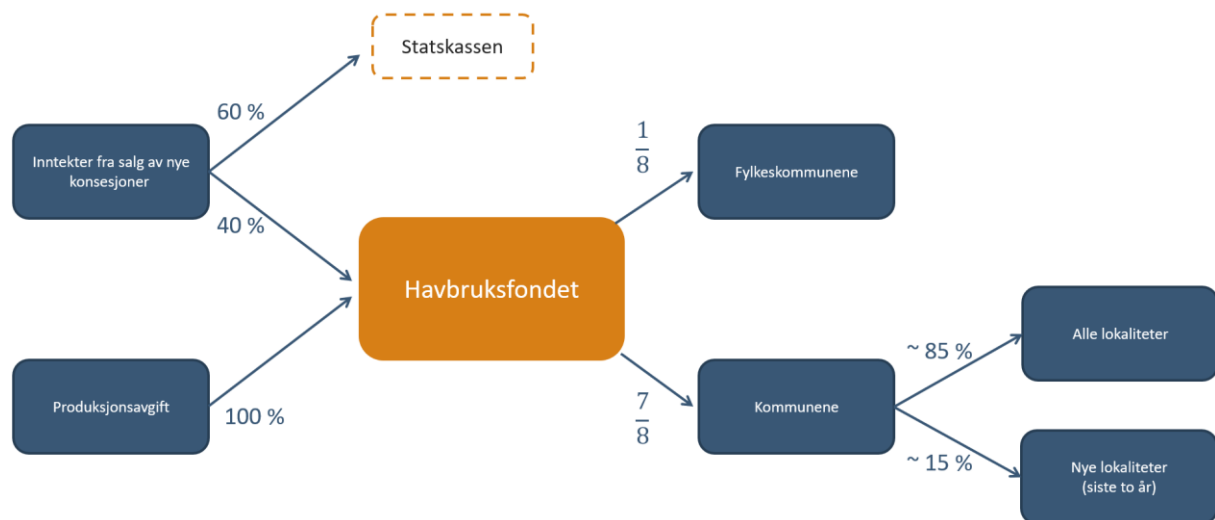 Statskassen
60 %
Inntekter fra salg av nye
konsesjoner
40 %
1/8
Fylkeskommunene
Havbruksfondet
Produksjonsavgift
100 %
7/8
Kommunene
~ 85 %
Alle lokaliteter
~ 15 %
Nye lokaliteter
(siste to år)